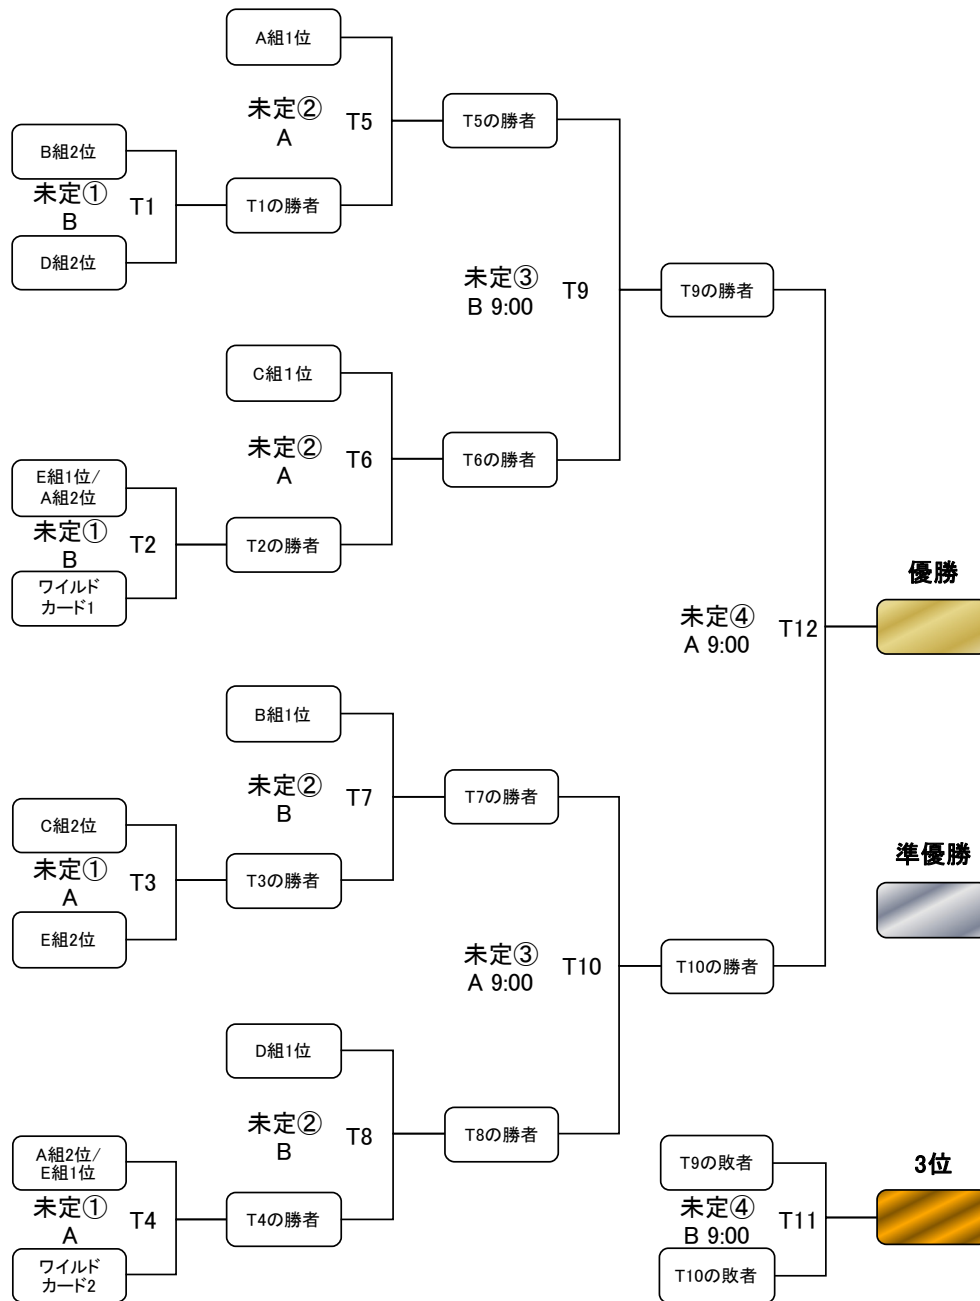 A組1位
未定②
A
T5
T5の勝者
B組2位
未定①
B
T1
T1の勝者
D組2位
未定③
B 9:00
T9
T9の勝者
C組1位
未定②
A
T6
T6の勝者
E組1位/
A組2位
未定①
B
T2
T2の勝者
ワイルド
カード1
優勝
未定④
A 9:00
T12
B組1位
未定②
B
T7
T7の勝者
C組2位
未定①
A
T3
T3の勝者
E組2位
準優勝
未定③
A 9:00
T10
T10の勝者
D組1位
未定②
B
T8
T8の勝者
A組2位/
E組1位
未定①
A
T4
T4の勝者
ワイルド
カード2
T9の敗者
未定④
B 9:00
T11
T10の敗者
3位